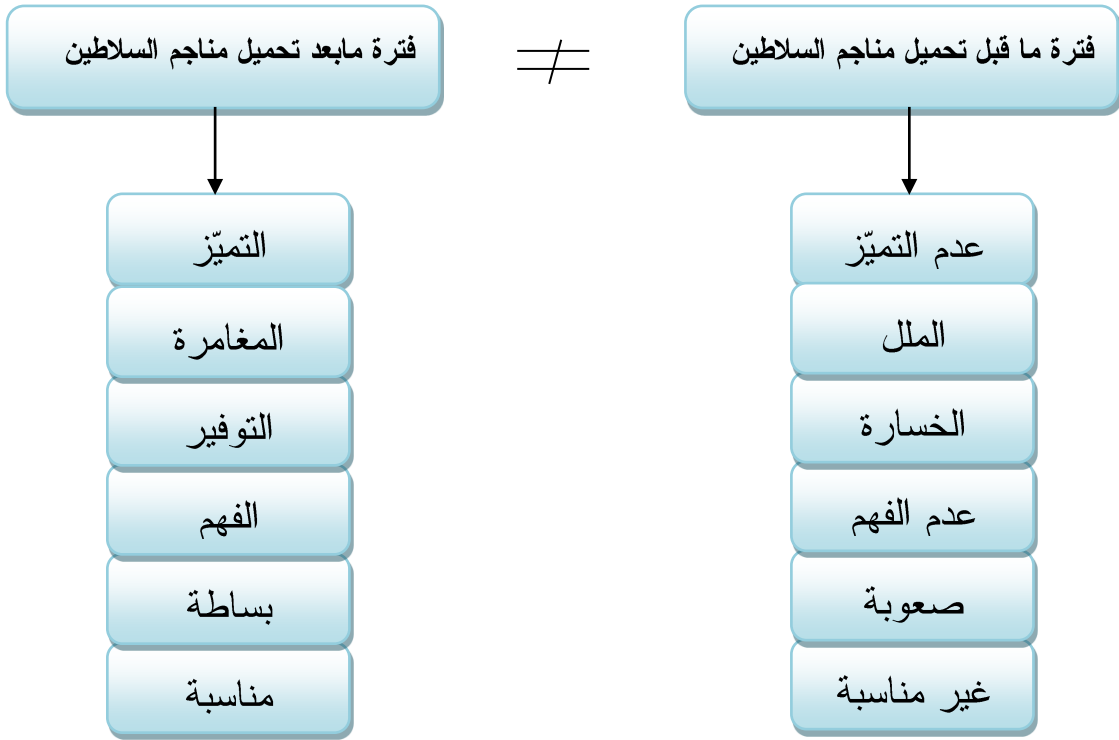 فترة ما قبل تحميل مناجم السلاطين
≠
فترة مابعد تحميل مناجم السلاطين
عدم التميّز
الملل
الخسارة
عدم الفهم
صعوبة
غير مناسبة
التميّز
المغامرة
التوفير
الفهم
بساطة
مناسبة